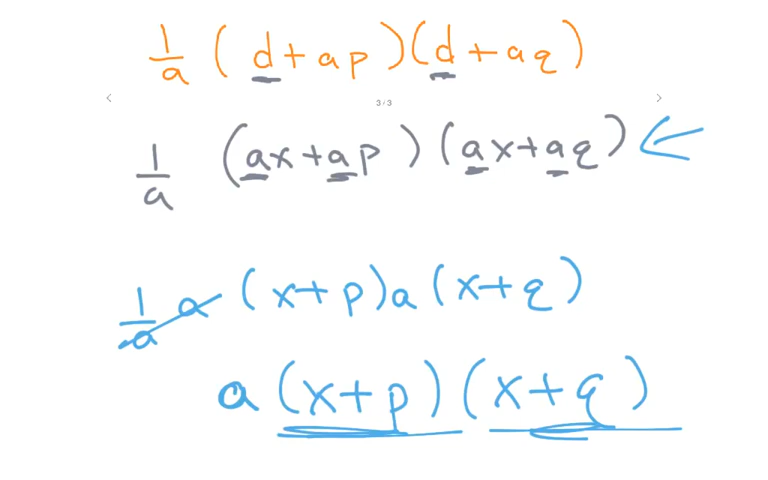 1/a (d+ap)(d+aq)
< 3/3 >
1/a (ax+ap)(ax+aq) ←
1/a a (x+p)a(x+q)
a(x+p)(x+q)